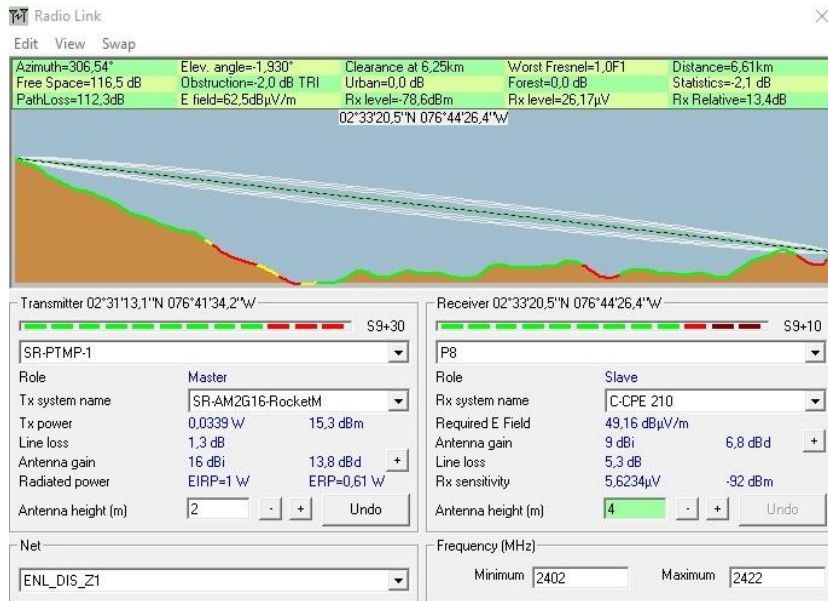 Radio Link
Edit View Swap
Azimuth=306,54° Elev. angle=-1,930° Clearance at 6,25km Worst Fresnel=1,0F1 Distance=6,61km
Free Space=116,5 dB Obstruction=-2,0 dB TRI Urban=0,0 dB Forest=0,0 dB Statistics=-2,1 dB
PathLoss=112,3dB E field=62,5dBµV/m Rx level=-78,6dBm Rx level=26,17µV Rx Relative=13,4dB
02°33'20,5"N 076°44'26,4"W
Transmitter 02°31'13,1"N 076°41'34,2"W
S9+30
SR-PTMP-1
Role Master
Tx system name SR-AM2G16-RocketM
Tx power 0,0339 W 15,3 dBm
Line loss 1,3 dB
Antenna gain 16 dBi 13,8 dBd +
Radiated power EIRP=1 W ERP=0,61 W
Antenna height (m) 2 - + Undo
Net
ENL_DIS_Z1
Receiver 02°33'20,5"N 076°44'26,4"W
S9+10
P8
Role Slave
Rx system name C-CPE 210
Required E Field 49,16 dBµV/m
Antenna gain 9 dBi 6,8 dBd +
Line loss 5,3 dB
Rx sensitivity 5,6234µV -92 dBm
Antenna height (m) 4 - + Undo
Frequency (MHz)
Minimum 2402 Maximum 2422